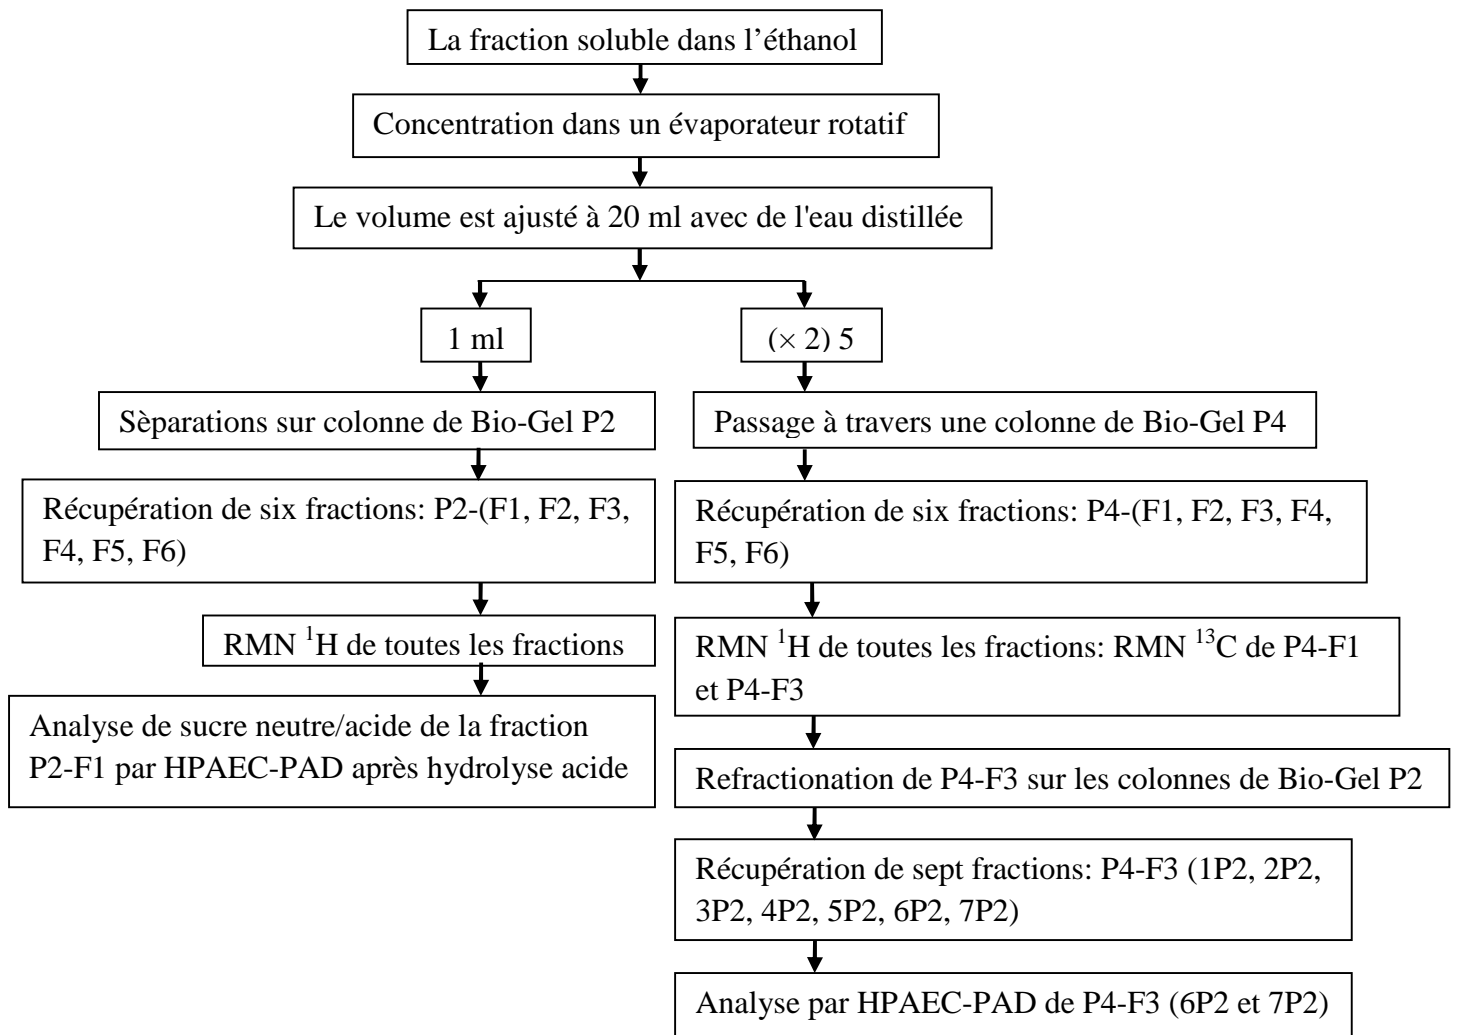 La fraction soluble dans l’éthanol
Concentration dans un évaporateur rotatif
Le volume est ajusté à 20 ml avec de l'eau distillée
1 ml
(× 2) 5
Sèparations sur colonne de Bio-Gel P2
Passage à travers une colonne de Bio-Gel P4
Récupération de six fractions: P2-(F1, F2, F3,
F4, F5, F6)
Récupération de six fractions: P4-(F1, F2, F3, F4,
F5, F6)
RMN ¹H de toutes les fractions
RMN ¹H de toutes les fractions: RMN ¹³C de P4-F1
et P4-F3
Analyse de sucre neutre/acide de la fraction
P2-F1 par HPAEC-PAD après hydrolyse acide
Refractionation de P4-F3 sur les colonnes de Bio-Gel P2
Récupération de sept fractions: P4-F3 (1P2, 2P2,
3P2, 4P2, 5P2, 6P2, 7P2)
Analyse par HPAEC-PAD de P4-F3 (6P2 et 7P2)